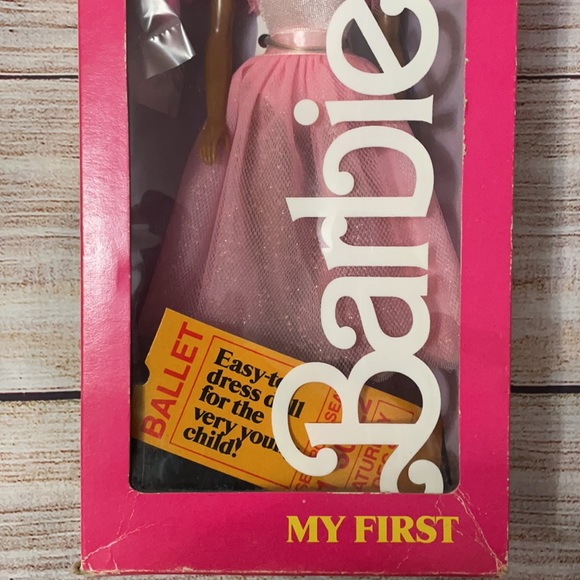 Barbie
BALLET
Easy-to
dress doll
for the
very young
child!
MY FIRST